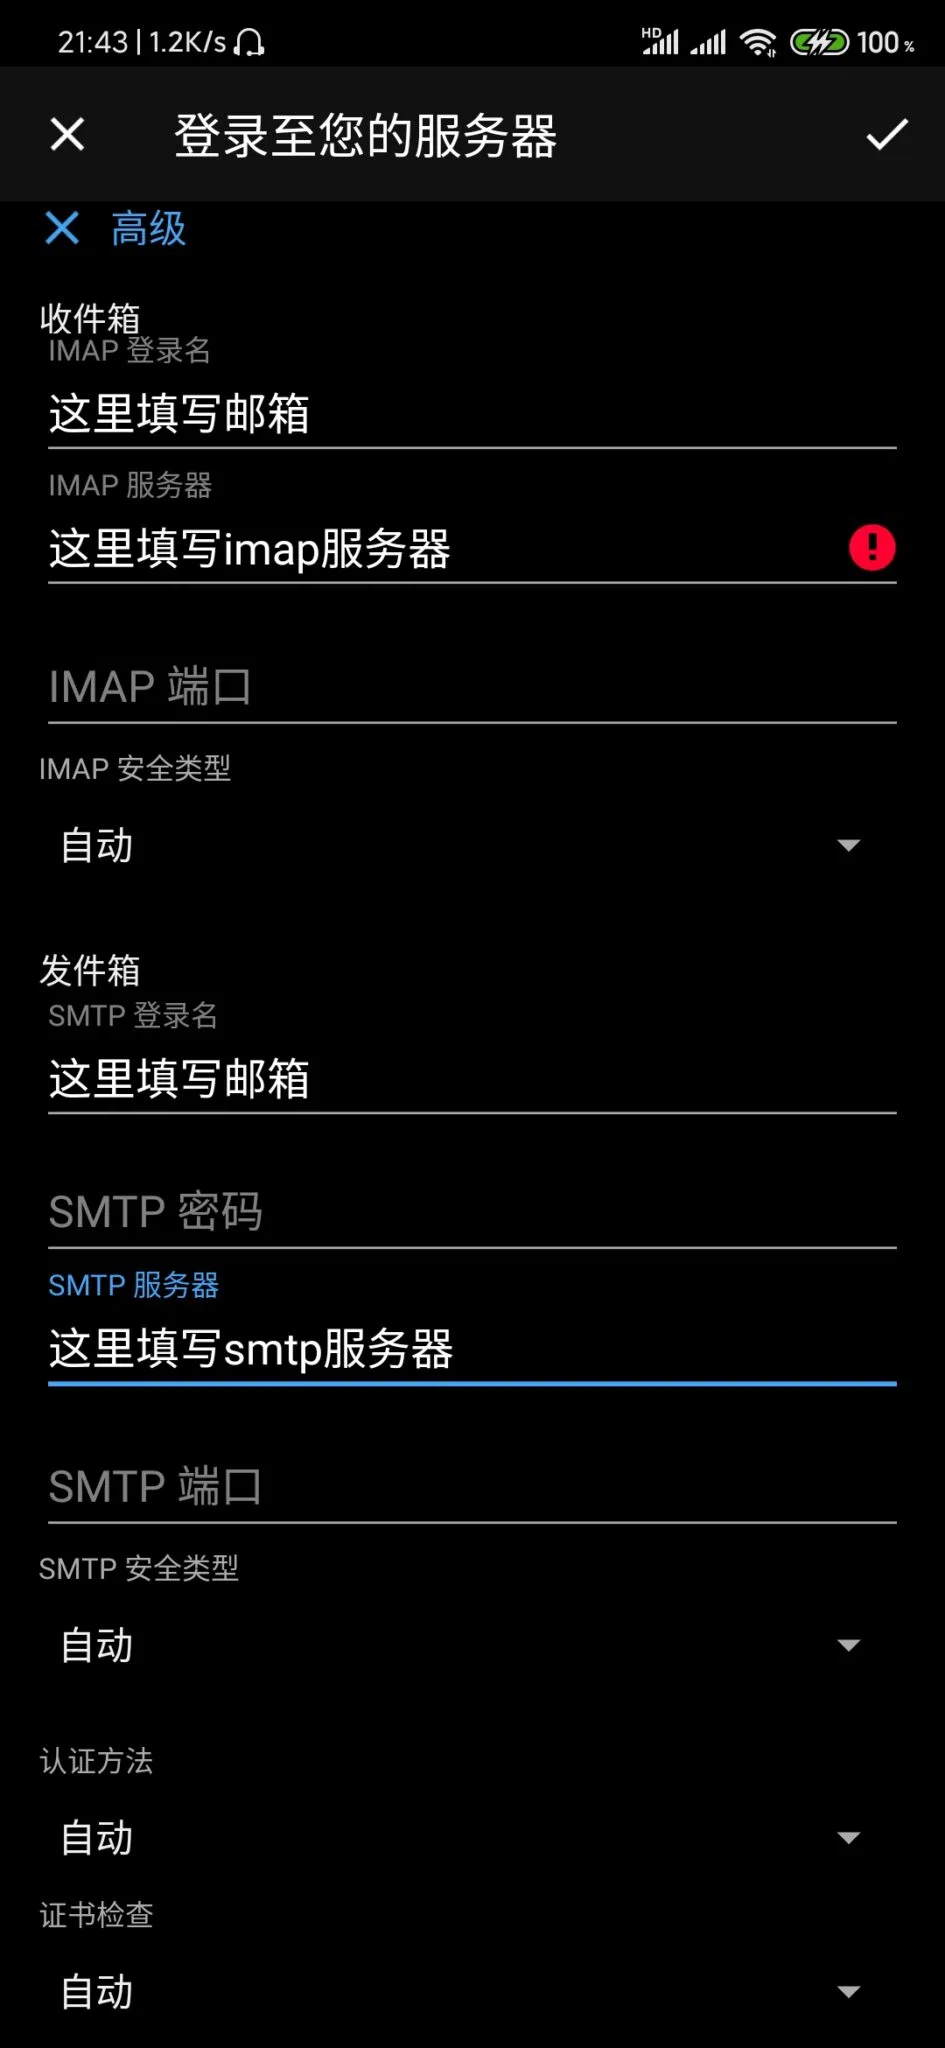 21:43 | 1.2K/s HD 100 %
登录至您的服务器
高级
收件箱
IMAP 登录名
这里填写邮箱
IMAP 服务器
这里填写imap服务器
IMAP 端口
IMAP 安全类型
自动
发件箱
SMTP 登录名
这里填写邮箱
SMTP 密码
SMTP 服务器
这里填写smtp服务器
SMTP 端口
SMTP 安全类型
自动
认证方法
自动
证书检查
自动